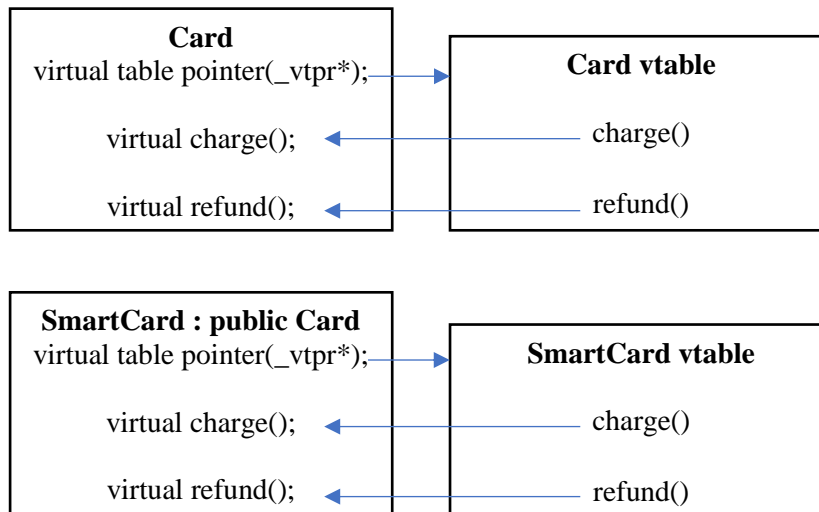 Card
virtual table pointer(_vtpr*);
Card vtable
virtual charge();
charge()
virtual refund();
refund()
SmartCard : public Card
virtual table pointer(_vtpr*);
SmartCard vtable
virtual charge();
charge()
virtual refund();
refund()